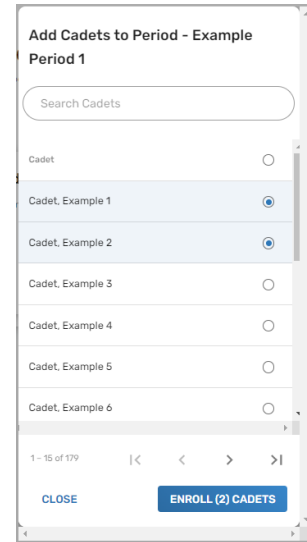 Add Cadets to Period - Example
Period 1
Search Cadets
Cadet
Cadet, Example 1
Cadet, Example 2
Cadet, Example 3
Cadet, Example 4
Cadet, Example 5
Cadet, Example 6
1 – 15 of 179
CLOSE
ENROLL (2) CADETS